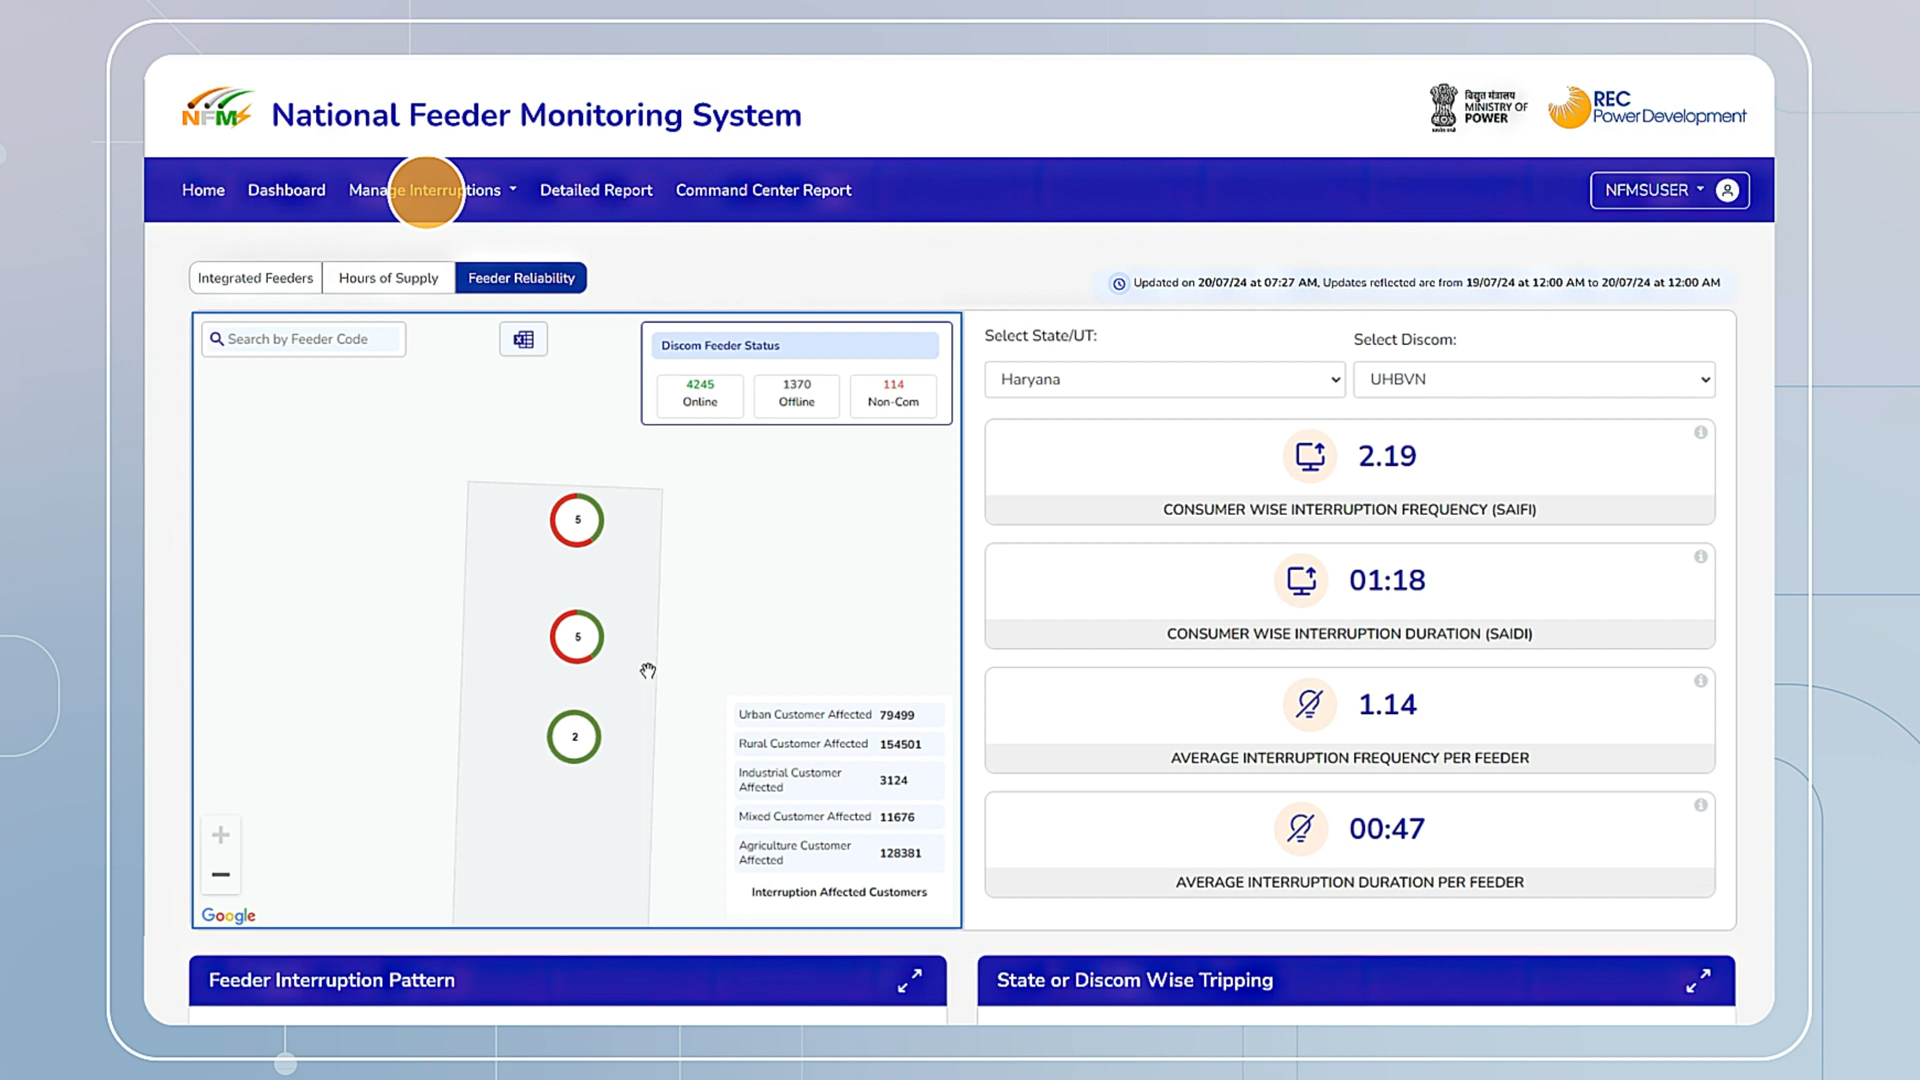 NFMS
National Feeder Monitoring System
विद्युत मंत्रालय
MINISTRY OF
POWER
REC
PowerDevelopment
Home
Dashboard
Manage Interruptions
Detailed Report
Command Center Report
NFMSUSER
Integrated Feeders
Hours of Supply
Feeder Reliability
Updated on 20/07/24 at 07:27 AM, Updates reflected are from 19/07/24 at 12:00 AM to 20/07/24 at 12:00 AM
Search by Feeder Code
Discom Feeder Status
4245
Online
1370
Offline
114
Non-Com
5
5
2
Urban Customer Affected 79499
Rural Customer Affected 154501
Industrial Customer
Affected
3124
Mixed Customer Affected 11676
Agriculture Customer
Affected
128381
Interruption Affected Customers
Google
Select State/UT:
Haryana
Select Discom:
UHBVN
2.19
CONSUMER WISE INTERRUPTION FREQUENCY (SAIFI)
01:18
CONSUMER WISE INTERRUPTION DURATION (SAIDI)
1.14
AVERAGE INTERRUPTION FREQUENCY PER FEEDER
00:47
AVERAGE INTERRUPTION DURATION PER FEEDER
Feeder Interruption Pattern
State or Discom Wise Tripping